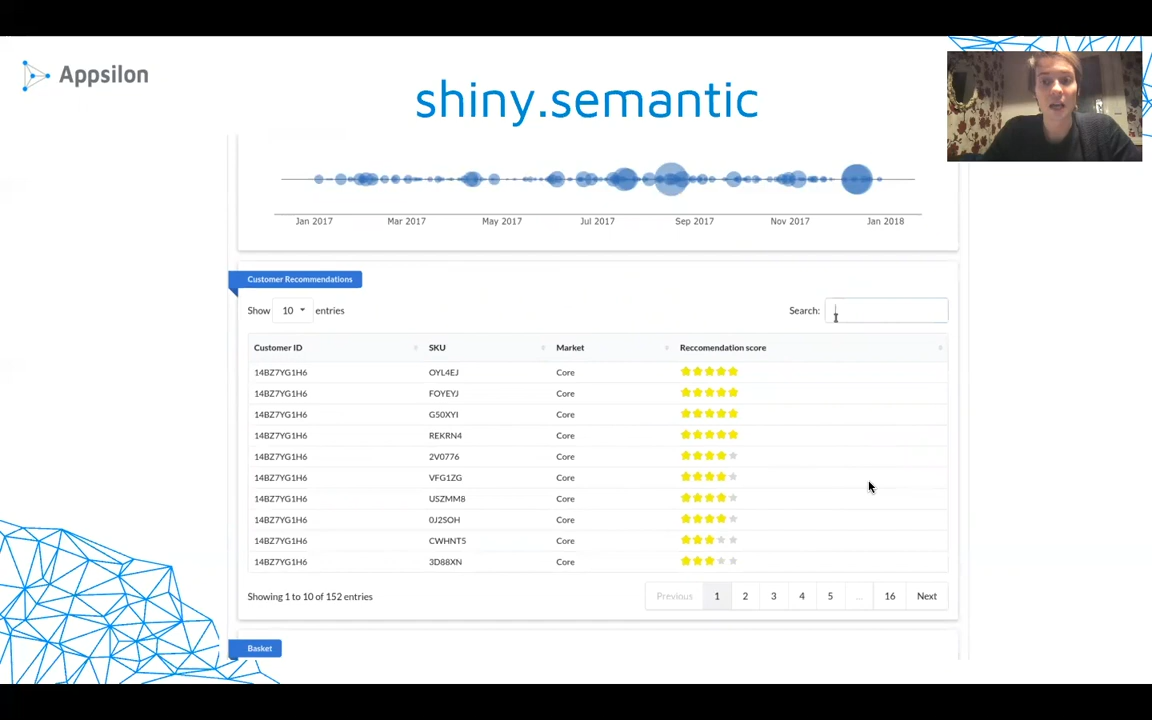 Appsilon
shiny.semantic
Jan 2017 Mar 2017 May 2017 Jul 2017 Sep 2017 Nov 2017 Jan 2018
Customer Recommendations
Show 10 entries Search:
Customer ID SKU Market Reccomendation score
14BZ7YG1H6 OYL4EJ Core
14BZ7YG1H6 FOYEYJ Core
14BZ7YG1H6 G50XYI Core
14BZ7YG1H6 REKRN4 Core
14BZ7YG1H6 2V0776 Core
14BZ7YG1H6 VFG1ZG Core
14BZ7YG1H6 U5ZMM8 Core
14BZ7YG1H6 0J2SOH Core
14BZ7YG1H6 CWHNT5 Core
14BZ7YG1H6 3D88XN Core
Showing 1 to 10 of 152 entries Previous 1 2 3 4 5 ... 16 Next
Basket